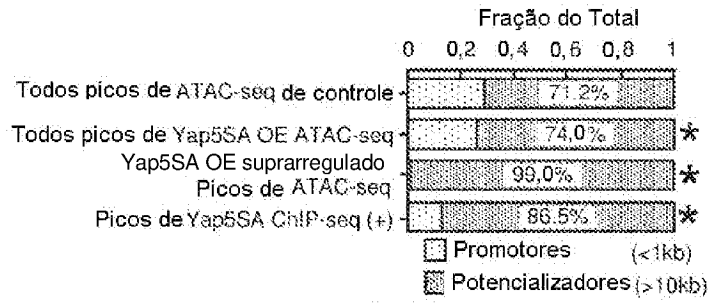 Fração do Total
0 0,2 0,4 0,6 0,8 1
Todos picos de ATAC-seq de controle 71.2%
Todos picos de Yap5SA OE ATAC-seq 74,0% *
Yap5SA OE suprarregulado
Picos de ATAC-seq 99,0% *
Picos de Yap5SA ChIP-seq (+) 86.5% *
Promotores (<1kb)
Potencializadores (>10kb)